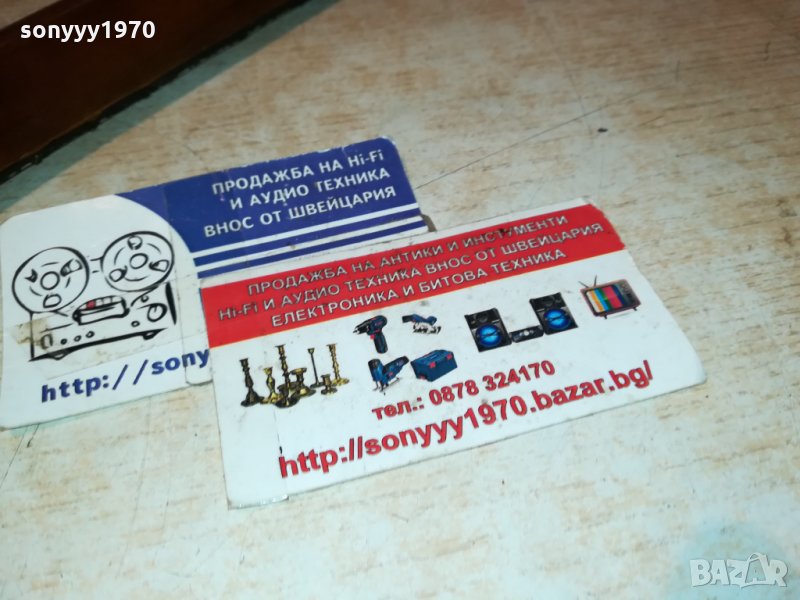 sonyyy1970
ПРОДАЖБА НА Hi-Fi
И АУДИО ТЕХНИКА
ВНОС ОТ ШВЕЙЦАРИЯ
http://sony
ПРОДАЖБА НА АНТИКИ И ИНСТУМЕНТИ
Hi-Fi И АУДИО ТЕХНИКА ВНОС ОТ ШВЕЙЦАРИЯ
ЕЛЕКТРОНИКА И БИТОВА ТЕХНИКА
тел.: 0878 324170
http://sonyyy1970.bazar.bg/
BAZAR